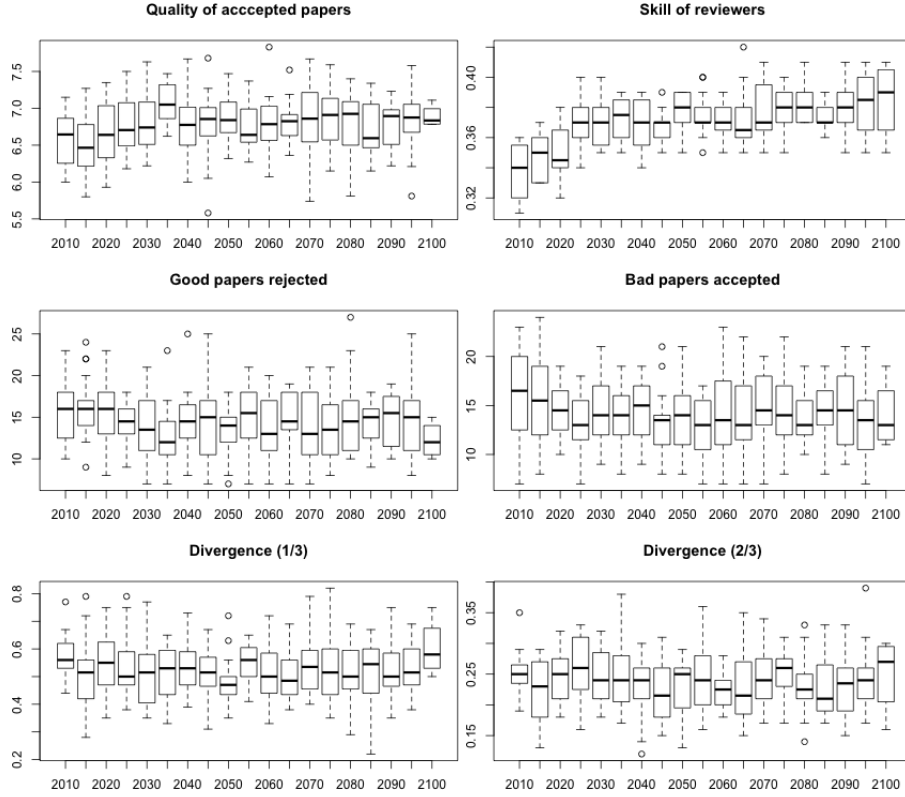 Quality of acccepted papers
5.5 6.0 6.5 7.0 7.5
2010 2020 2030 2040 2050 2060 2070 2080 2090 2100
Skill of reviewers
0.32 0.36 0.40
2010 2020 2030 2040 2050 2060 2070 2080 2090 2100
Good papers rejected
10 15 20 25
2010 2020 2030 2040 2050 2060 2070 2080 2090 2100
Bad papers accepted
10 15 20
2010 2020 2030 2040 2050 2060 2070 2080 2090 2100
Divergence (1/3)
0.2 0.4 0.6 0.8
2010 2020 2030 2040 2050 2060 2070 2080 2090 2100
Divergence (2/3)
0.15 0.25 0.35
2010 2020 2030 2040 2050 2060 2070 2080 2090 2100